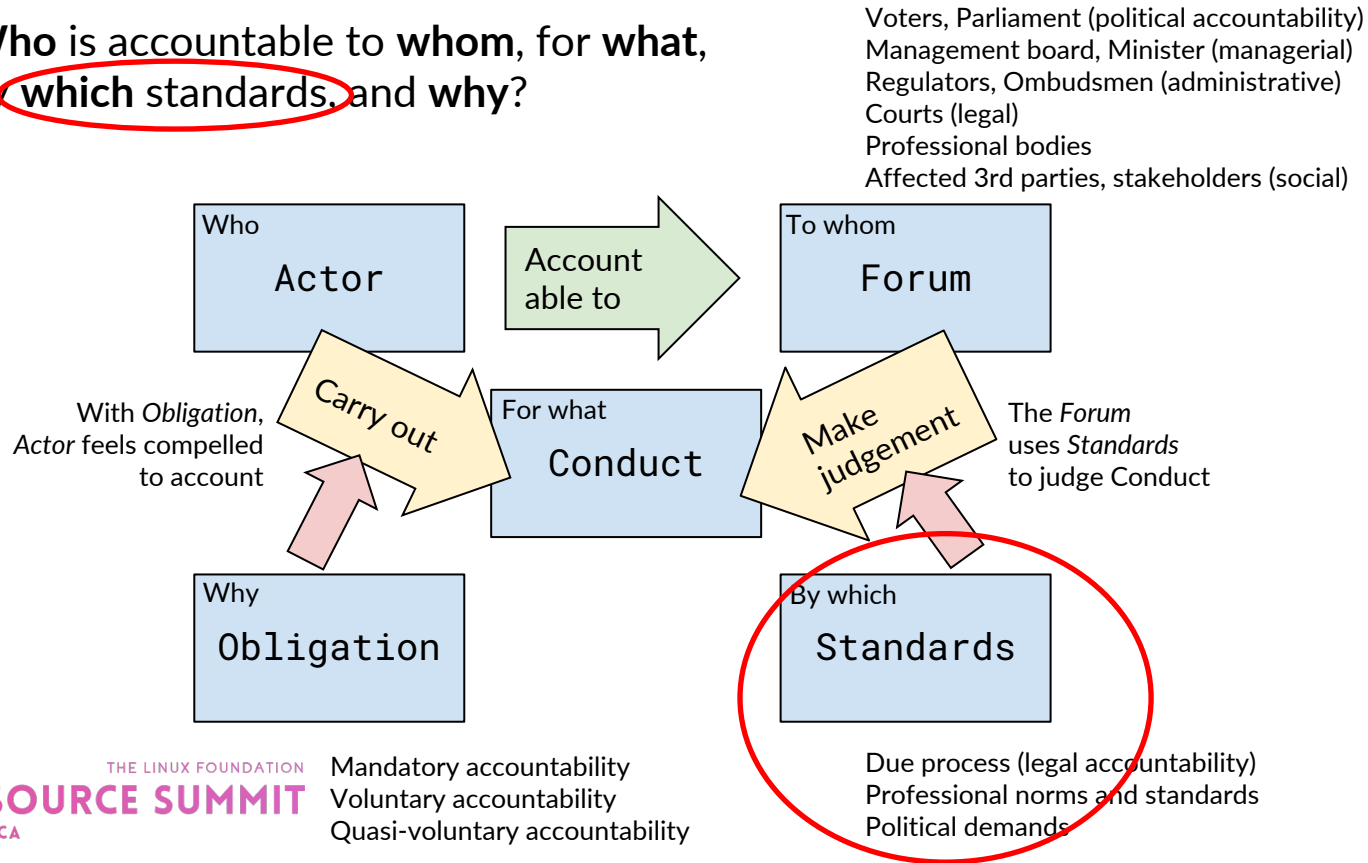 ho is accountable to whom, for what,
which standards, and why?
Voters, Parliament (political accountability)
Management board, Minister (managerial)
Regulators, Ombudsmen (administrative)
Courts (legal)
Professional bodies
Affected 3rd parties, stakeholders (social)
Who
Actor
Account
able to
To whom
Forum
With Obligation,
Actor feels compelled
to account
Carry out
For what
Conduct
Make
judgement
The Forum
uses Standards
to judge Conduct
Why
Obligation
By which
Standards
THE LINUX FOUNDATION
SOURCE SUMMIT
CA
Mandatory accountability
Voluntary accountability
Quasi-voluntary accountability
Due process (legal accountability)
Professional norms and standards
Political demands